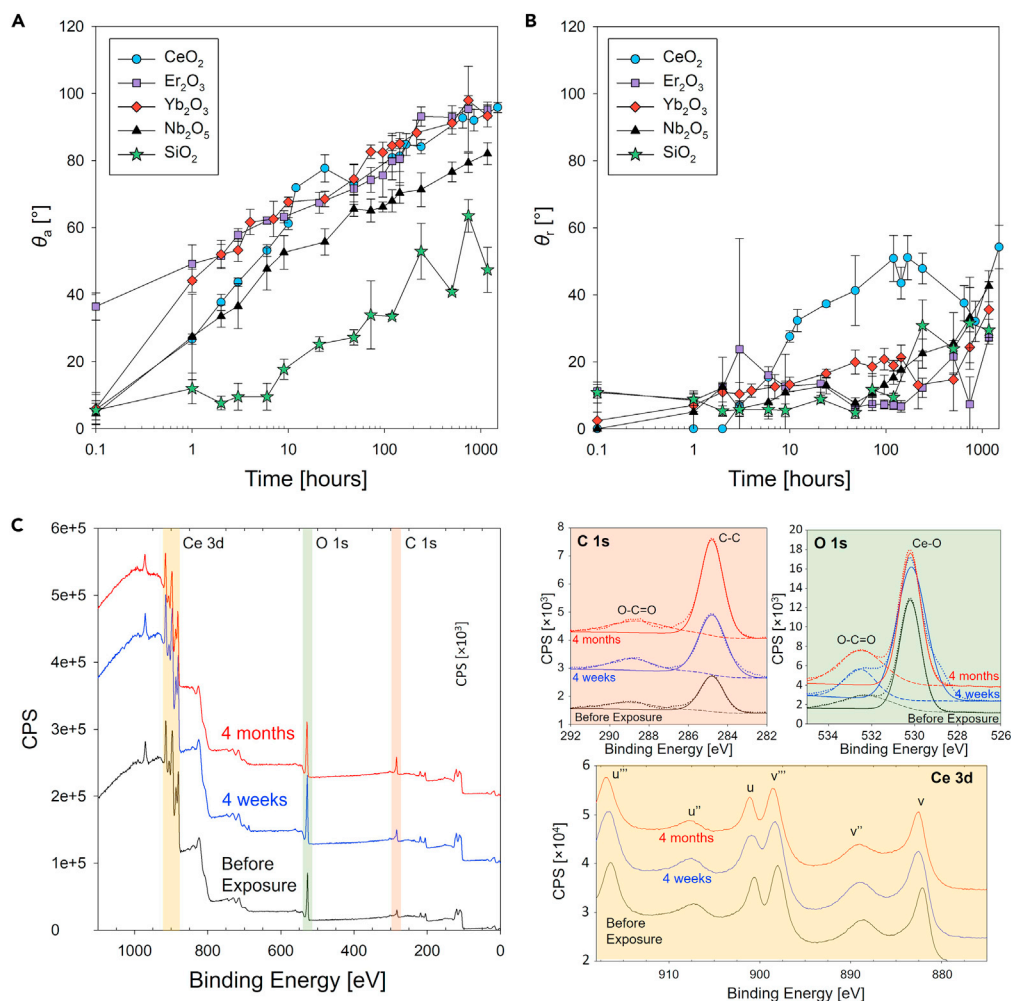 A
120
100
80
60
40
20
0
θa [°]
CeO2
Er2O3
Yb2O3
Nb2O5
SiO2
0.1 1 10 100 1000
Time [hours]
B
120
100
80
60
40
20
0
θr [°]
CeO2
Er2O3
Yb2O3
Nb2O5
SiO2
0.1 1 10 100 1000
Time [hours]
C
6e+5
5e+5
4e+5
3e+5
2e+5
1e+5
0
CPS
Ce 3d
O 1s
C 1s
4 months
4 weeks
Before
Exposure
1000 800 600 400 200 0
Binding Energy [eV]
CPS [×10³]
C 1s
8
7
6
5
4
3
2
1
CPS [×10³]
C-C
O-C=O
4 months
4 weeks
Before Exposure
292 290 288 286 284 282
Binding Energy [eV]
O 1s
20
18
16
14
12
10
8
6
4
2
0
Ce-O
O-C=O
4 months
4 weeks
Before Exposure
534 532 530 528 526
Binding Energy [eV]
Ce 3d
6
5
4
3
2
CPS [×10⁴]
u'''
u''
u
v'''
v''
v
4 months
4 weeks
Before
Exposure
910 900 890 880
Binding Energy [eV]